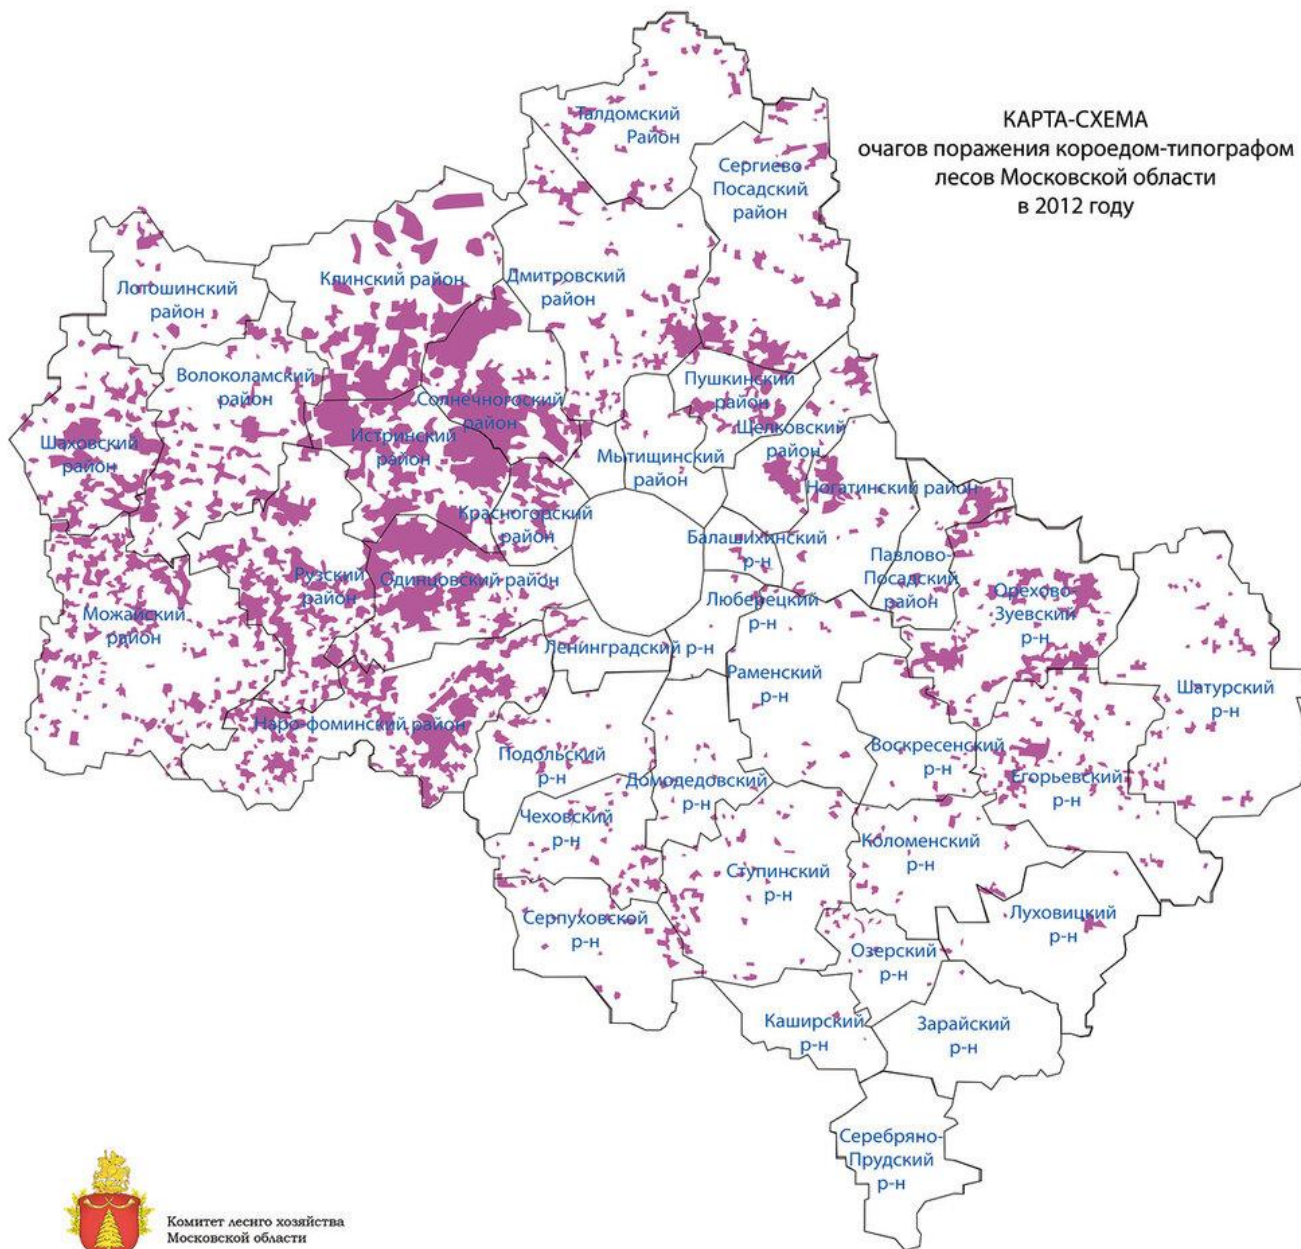 КАРТА-СХЕМА
очагов поражения короедом-типографом
лесов Московской области
в 2012 году
Талдомский
Район
Сергиево
Посадский
район
Клинский район
Дмитровский
район
Лотошинский
район
Волоколамский
район
Солнечногоский
район
Пушкинский
район
Щелковский
район
Шаховский
район
Истринский
район
Мытищинский
район
Ногатинский район
Красногорский
район
Балашихинский
р-н
Павлово-
Посадский
район
Орехово-
Зуевский
р-н
Одинцовский район
Рузский
район
Можайский
район
Люберецкий
р-н
Ленинградский р-н
Раменский
р-н
Шатурский
р-н
Наро-фоминский район
Подольский
р-н
Воскресенский
р-н
Домодедовский
р-н
Егорьевский
р-н
Чеховский
р-н
Коломенский
р-н
Ступинский
р-н
Серпуховской
р-н
Луховицкий
р-н
Озерский
р-н
Каширский
р-н
Зарайский
р-н
Серебряно-
Прудский
р-н
Комитет леснго хозяйства
Московской области